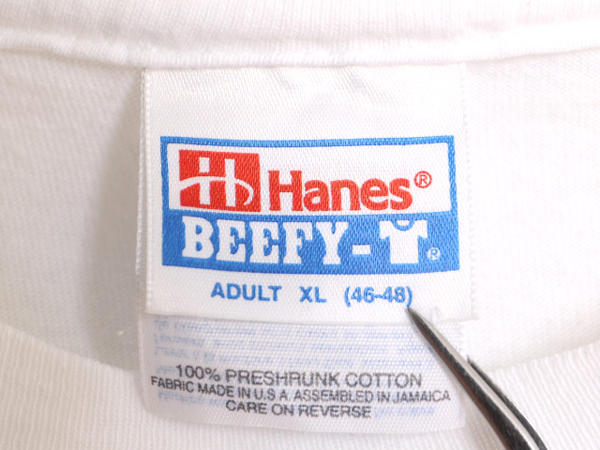 Hanes®
BEEFY-T®
ADULT XL (46-48)
100% PRESHRUNK COTTON
FABRIC MADE IN U.S.A. ASSEMBLED IN JAMAICA
CARE ON REVERSE